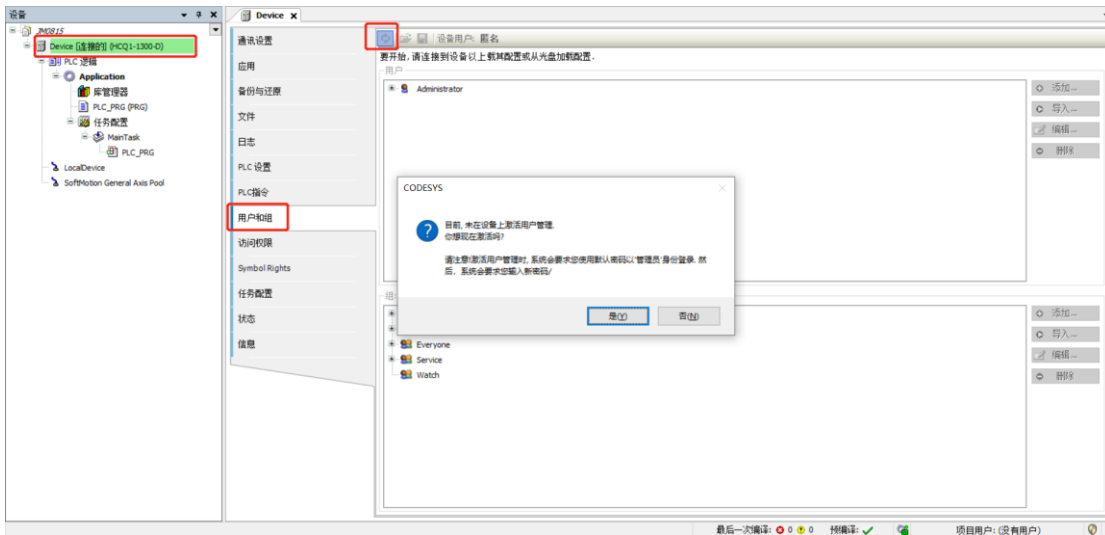 设备
JM0815
Device [连接的] (HCQ1-1300-D)
PLC 逻辑
Application
库管理器
PLC_PRG (PRG)
任务配置
MainTask
PLC_PRG
LocalDevice
SoftMotion General Axis Pool
Device
通讯设置
应用
备份与还原
文件
日志
PLC 设置
PLC指令
用户和组
访问权限
Symbol Rights
任务配置
状态
信息
设备用户: 匿名
要开始,请连接到设备以上载其配置或从光盘加载配置.
用户
Administrator
添加...
导入...
编辑...
删除
CODESYS
目前, 未在设备上激活用户管理.
你想现在激活吗?
请注意!激活用户管理时, 系统会要求您使用默认密码以'管理员'身份登录. 然
后, 系统会要求您输入新密码/
是(Y)
否(N)
组
Everyone
Service
Watch
添加...
导入...
编辑...
删除
最后一次编译: 0 0 预编译: 项目用户: (没有用户)